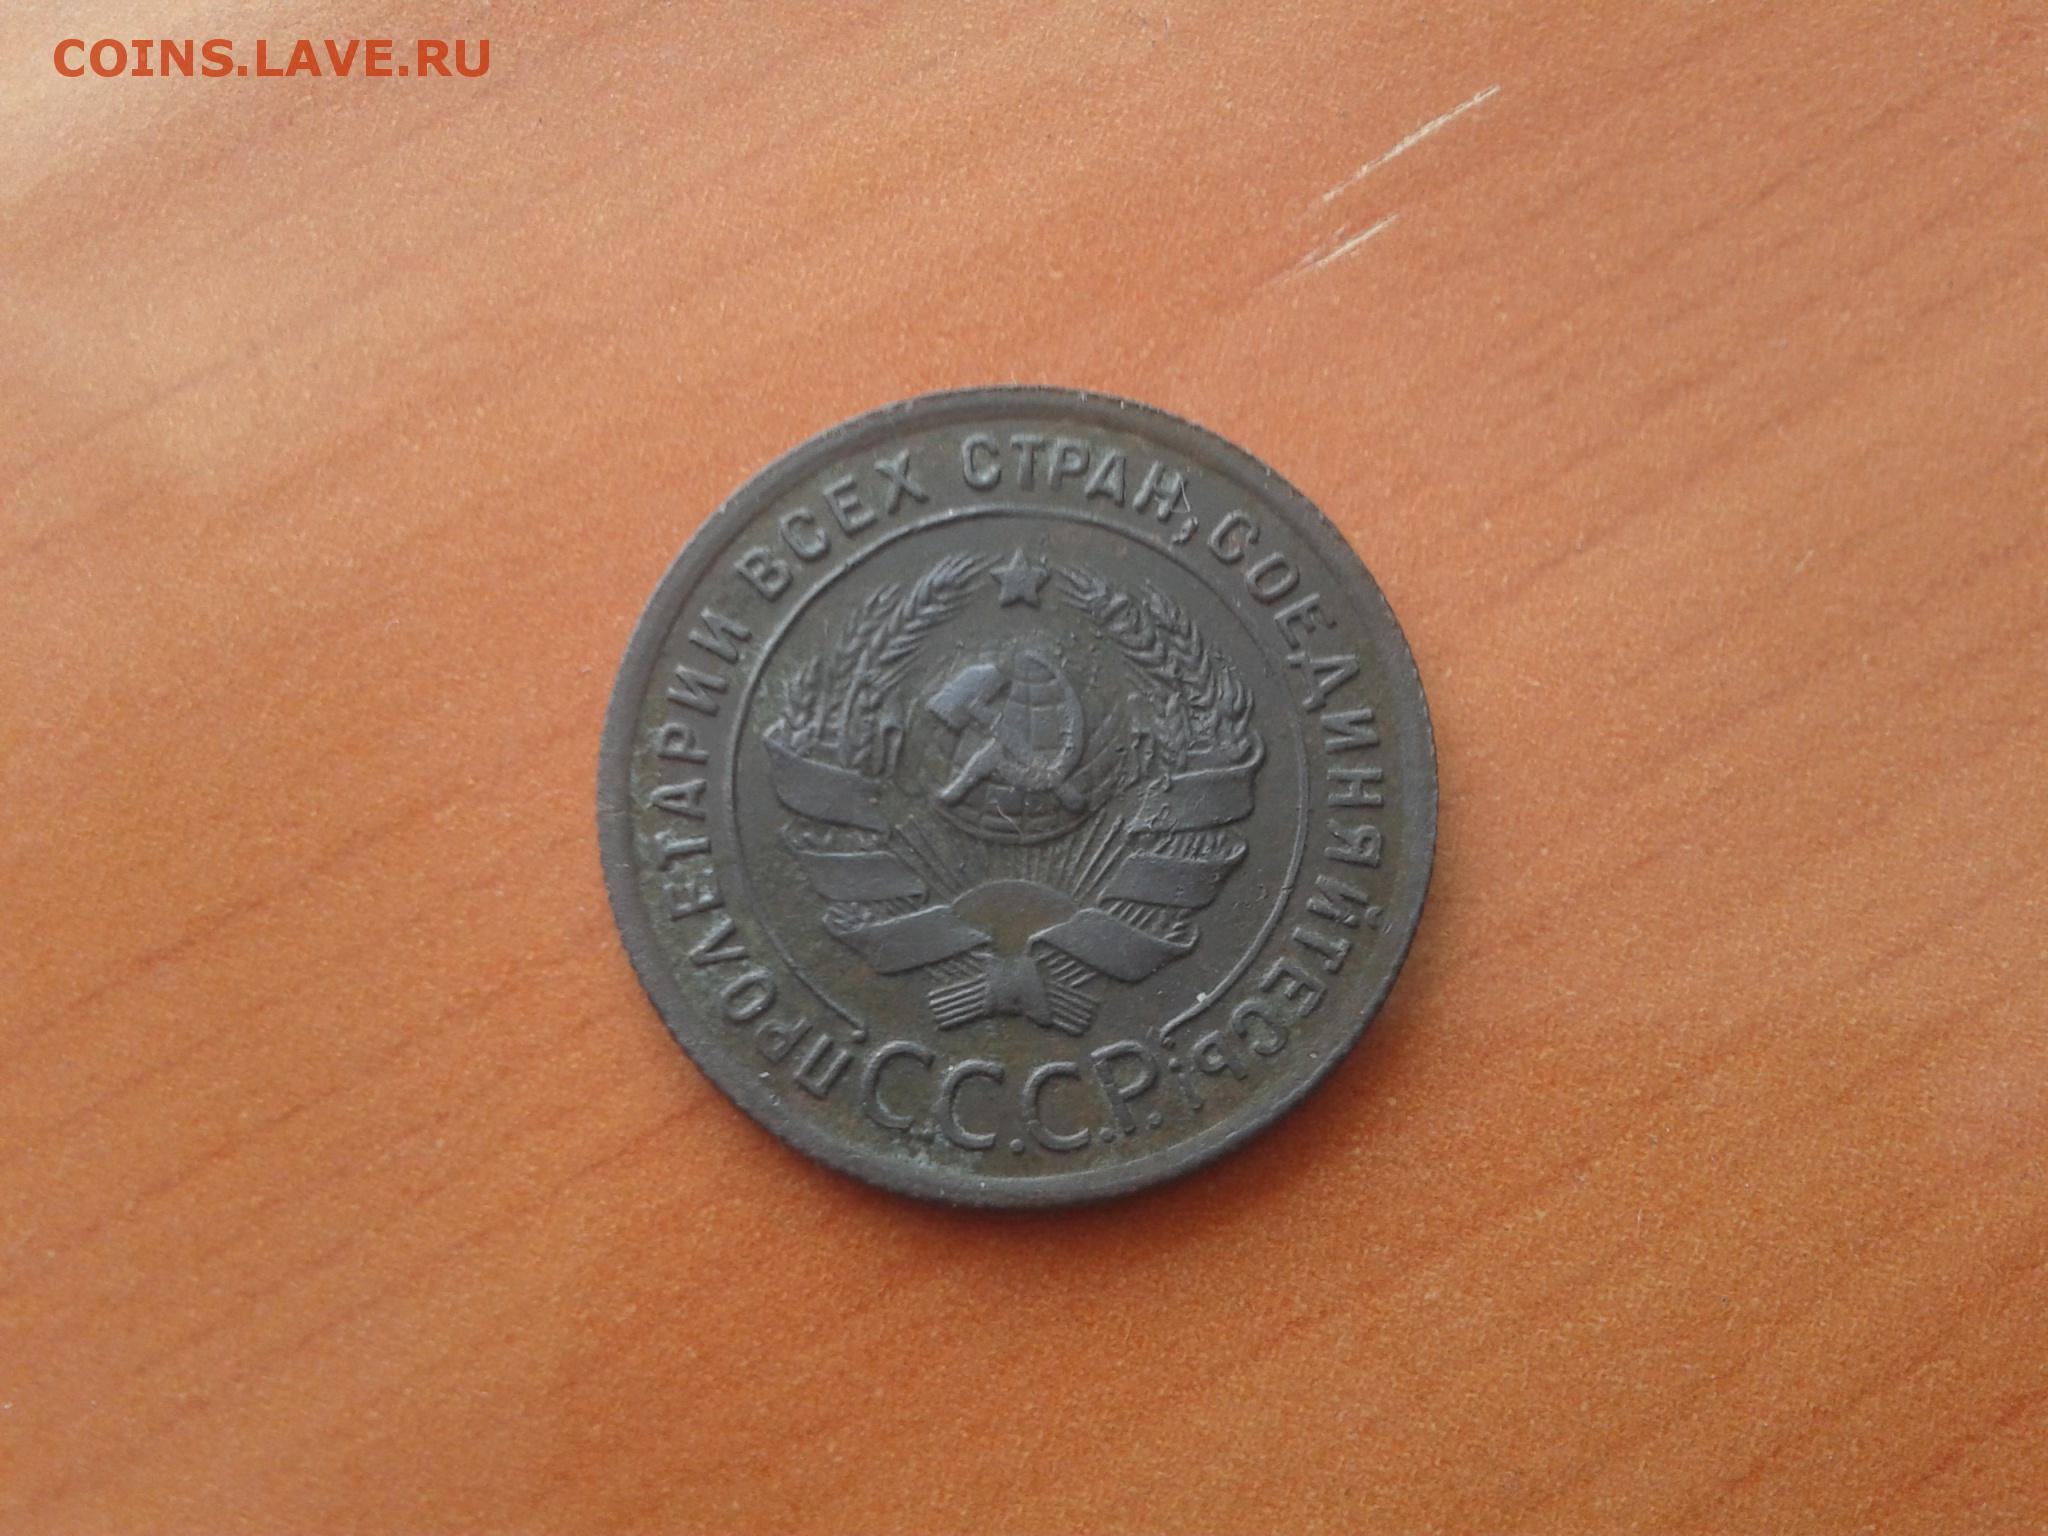 COINS.LAVE.RU
ПРОЛЕТАРИИ ВСЕХ СТРАН, СОЕДИНЯЙТЕСЬ!
С.С.С.Р.